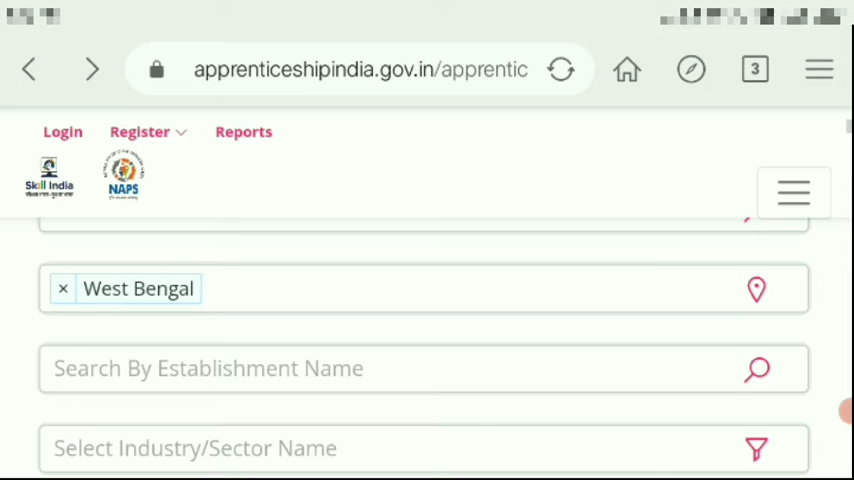 apprenticeshipindia.gov.in/apprentic
3
Login Register Reports
Skill India
NAPS
× West Bengal
Search By Establishment Name
Select Industry/Sector Name